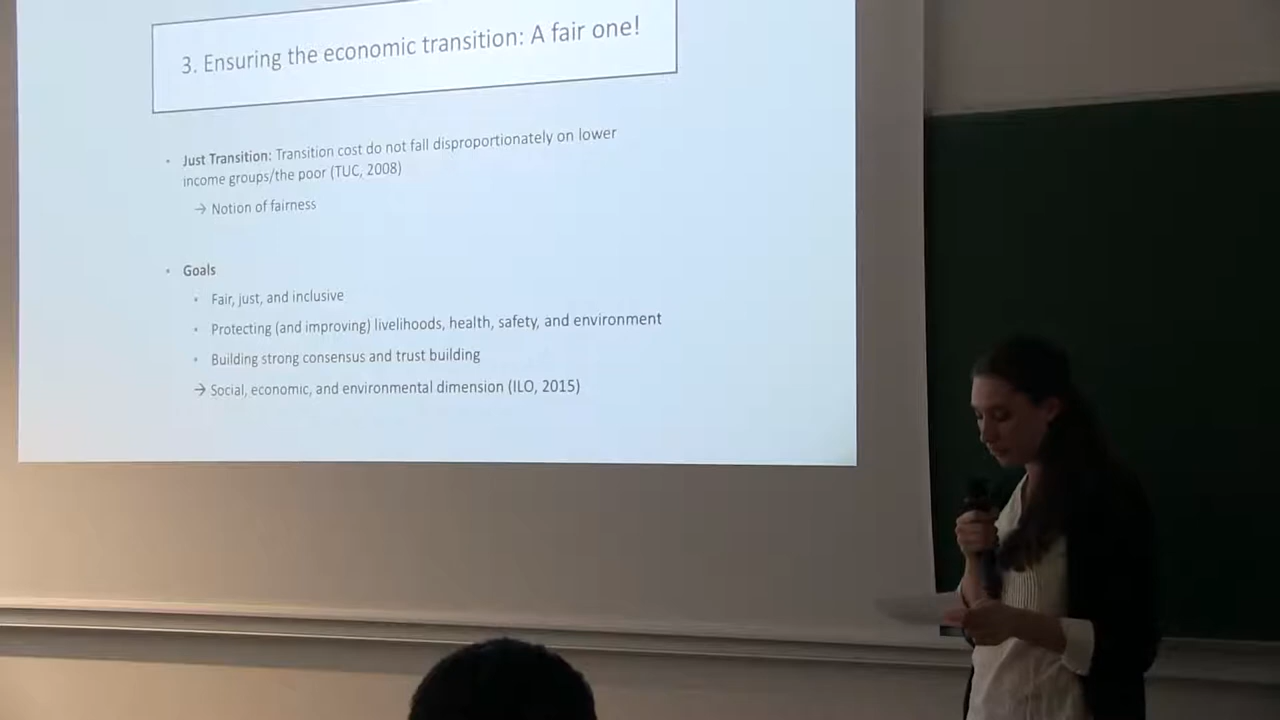 3. Ensuring the economic transition: A fair one!
• Just Transition: Transition cost do not fall disproportionately on lower
income groups/the poor (TUC, 2008)
→ Notion of fairness
• Goals
• Fair, just, and inclusive
• Protecting (and improving) livelihoods, health, safety, and environment
• Building strong consensus and trust building
→ Social, economic, and environmental dimension (ILO, 2015)